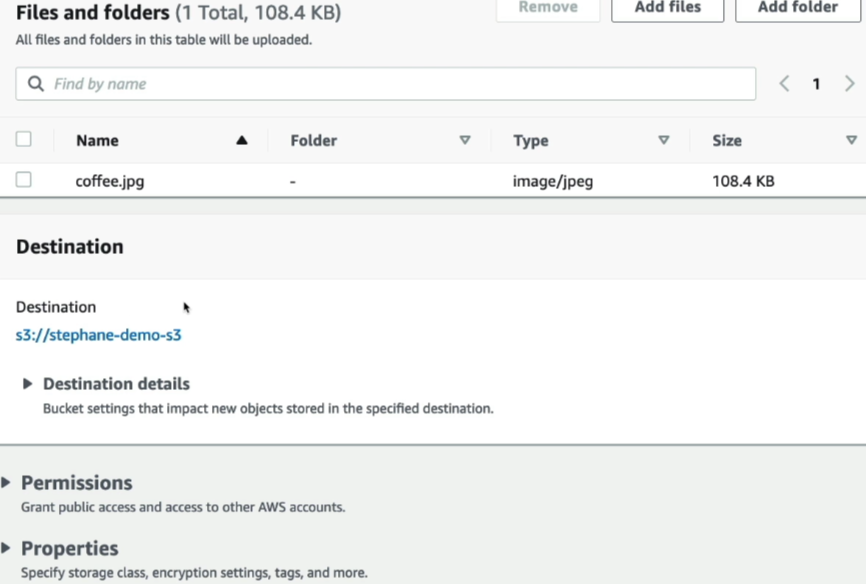 Files and folders (1 Total, 108.4 KB) Remove Add files Add folder
All files and folders in this table will be uploaded.
Find by name 1
Name Folder Type Size
coffee.jpg - image/jpeg 108.4 KB
Destination
Destination
s3://stephane-demo-s3
Destination details
Bucket settings that impact new objects stored in the specified destination.
Permissions
Grant public access and access to other AWS accounts.
Properties
Specify storage class, encryption settings, tags, and more.